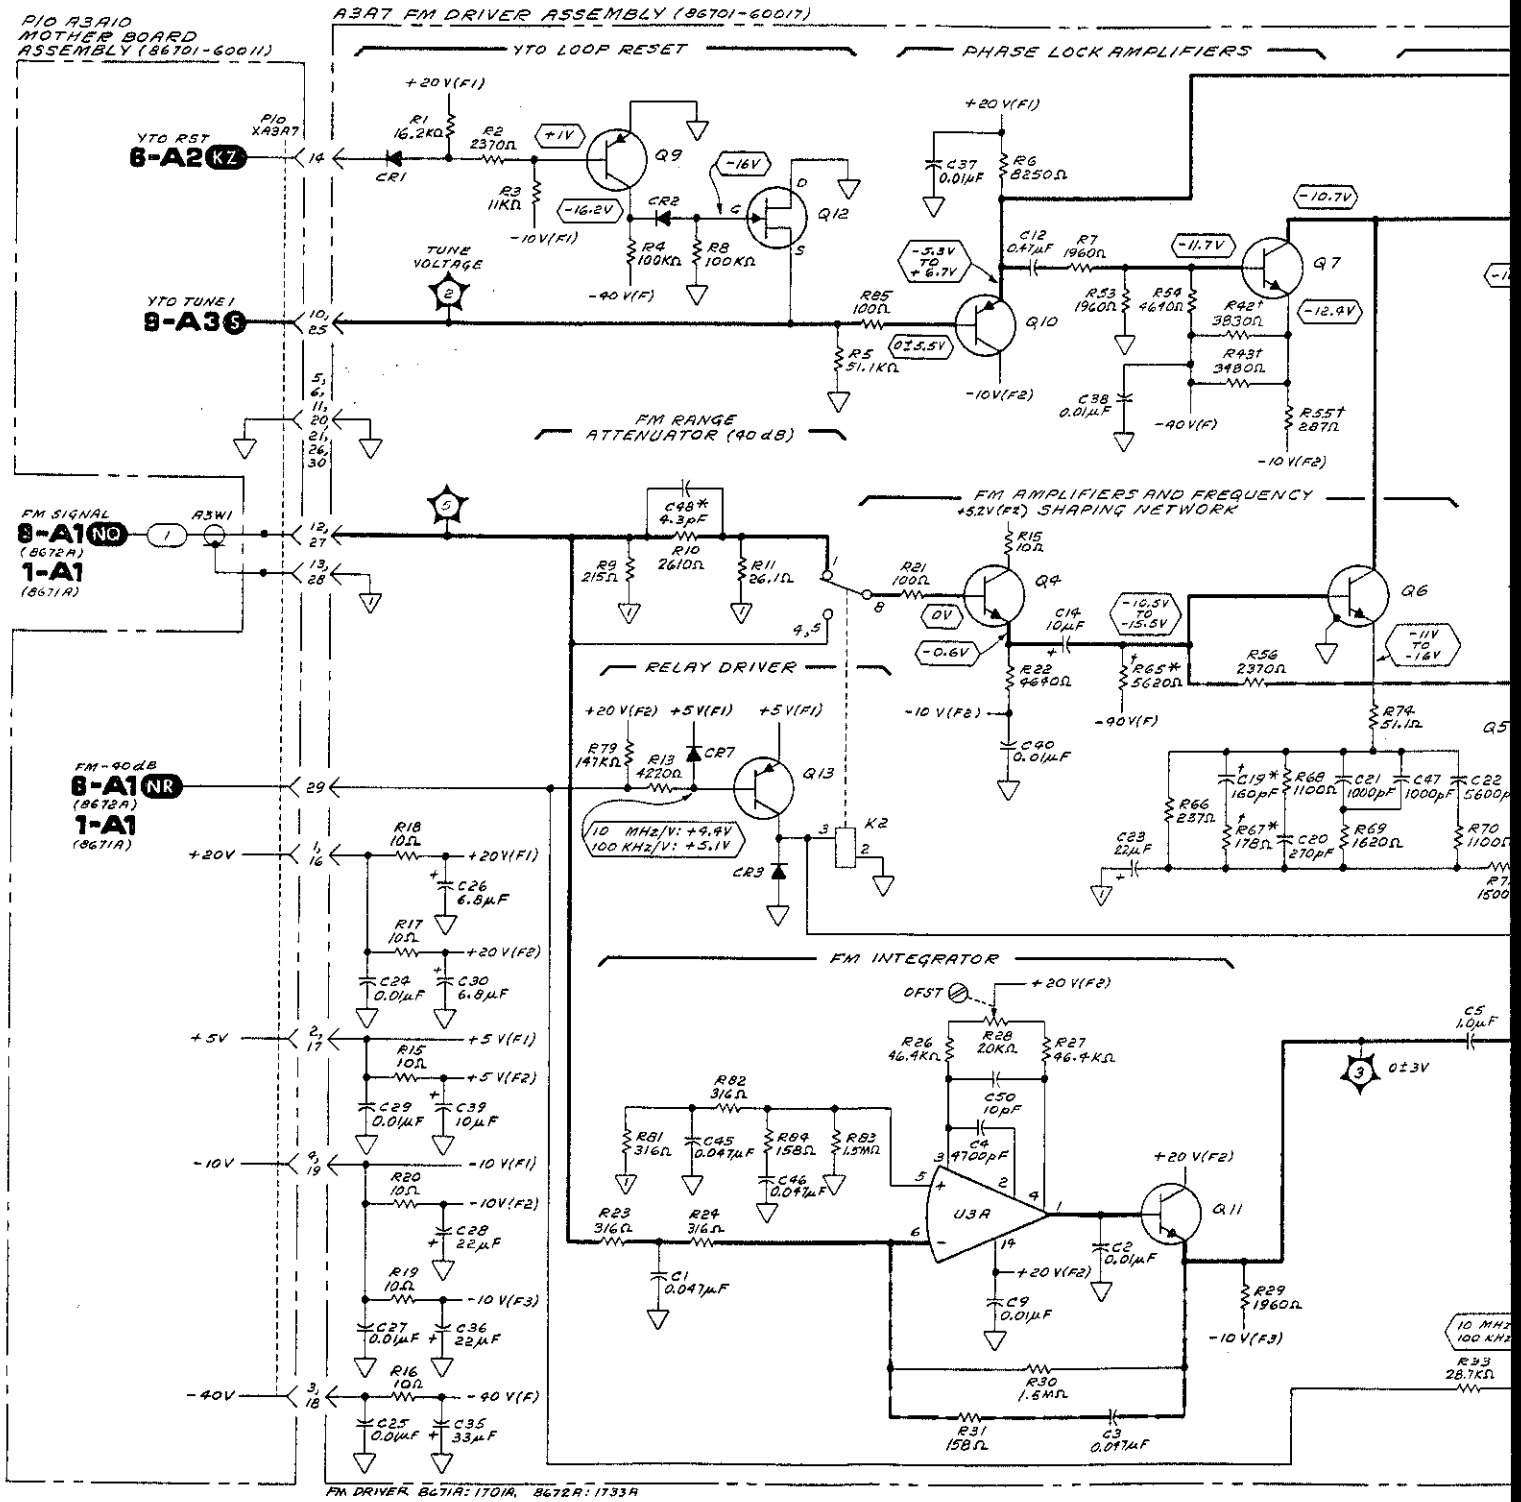 P/O A3A10
MOTHER BOARD
ASSEMBLY (86701-60011)
A3A7 FM DRIVER ASSEMBLY (86701-60017)
YTO LOOP RESET
PHASE LOCK AMPLIFIERS
+20V(F1)
R1
16.2KΩ
R2
2370Ω
+1V
Q9
P/O
XA3A7
YTO RST
8-A2 KZ
14
CR1
R3
11KΩ
-10V(F1)
-16.2V
CR2
-16V
G
D
S
Q12
R4
100KΩ
R8
100KΩ
-40V(F)
+20V(F1)
C37
0.01µF
R6
8250Ω
-10.7V
-5.3V
TO
+6.7V
C12
0.47µF
R7
1960Ω
-11.7V
Q7
TUNE
VOLTAGE
2
YTO TUNE1
9-A3 S
10,
25
R85
100Ω
0±5.5V
Q10
R53
1960Ω
R54
4640Ω
R42†
3830Ω
-12.4V
R43†
3480Ω
R5
51.1KΩ
-10V(F2)
C38
0.01µF
-40V(F)
R55†
287Ω
-10V(F2)
5,
6,
11,
20
21,
26,
30
FM RANGE
ATTENUATOR (40dB)
FM AMPLIFIERS AND FREQUENCY
SHAPING NETWORK
FM SIGNAL
8-A1 NQ
(8672A)
1-A1
(8671A)
1
A3W1
12,
27
13,
28
1
5
C48*
4.3pF
R9
215Ω
R10
2610Ω
R11
26.1Ω
1
1
1
8
4,5
R21
100Ω
+5.2V(F2)
R15
10Ω
Q4
0V
-0.6V
C14
10µF
+
-10.5V
TO
-15.5V
Q6
-11V
TO
-16V
R22
4640Ω
R65*
5620Ω
R56
2370Ω
-10V(F2)
-40V(F)
C40
0.01µF
R74
51.1Ω
Q5
RELAY DRIVER
+20V(F2)
+5V(F1)
+5V(F1)
R79
147KΩ
R13
4220Ω
CR7
Q13
FM-40dB
8-A1 NR
(8672A)
1-A1
(8671A)
29
10 MHz/V: +4.4V
100 KHz/V: +5.1V
CR3
3
K2
2
R66
237Ω
C19*
160pF
R68
1100Ω
C21
1000pF
C47
1000pF
C22
5600p
R67*
178Ω
C20
270pF
R69
1620Ω
R70
1100Ω
C23
22µF
1
+
1500
+20V
1,
16
R18
10Ω
+20V(F1)
+
C26
6.8µF
R17
10Ω
+20V(F2)
C24
0.01µF
+
C30
6.8µF
+5V
2,
17
+5V(F1)
R15
10Ω
+5V(F2)
C29
0.01µF
+
C39
10µF
-10V
4,
19
-10V(F1)
R20
10Ω
-10V(F2)
C28
22µF
+
R19
10Ω
-10V(F3)
C27
0.01µF
+
C36
22µF
-40V
3,
18
R16
10Ω
-40V(F)
C25
0.01µF
+
C35
33µF
FM INTEGRATOR
OFST
+20V(F2)
R26
46.4KΩ
R28
20KΩ
R27
46.4KΩ
C50
10pF
C4
4700pF
R82
316Ω
R81
316Ω
1
C45
0.047µF
R84
158Ω
R83
1.5MΩ
C46
0.047µF
3
5
+
2
4
U3A
1
6
-
14
R23
316Ω
R24
316Ω
C1
0.047µF
+20V(F2)
C9
0.01µF
C2
0.01µF
+20V(F2)
Q11
R29
1960Ω
-10V(F3)
3
0±3V
C5
1.0µF
R30
1.5MΩ
R31
158Ω
C3
0.047µF
10 MHz
100 KHz
R33
28.7KΩ
FM DRIVER 8671A: 1701A, 8672A: 1733A